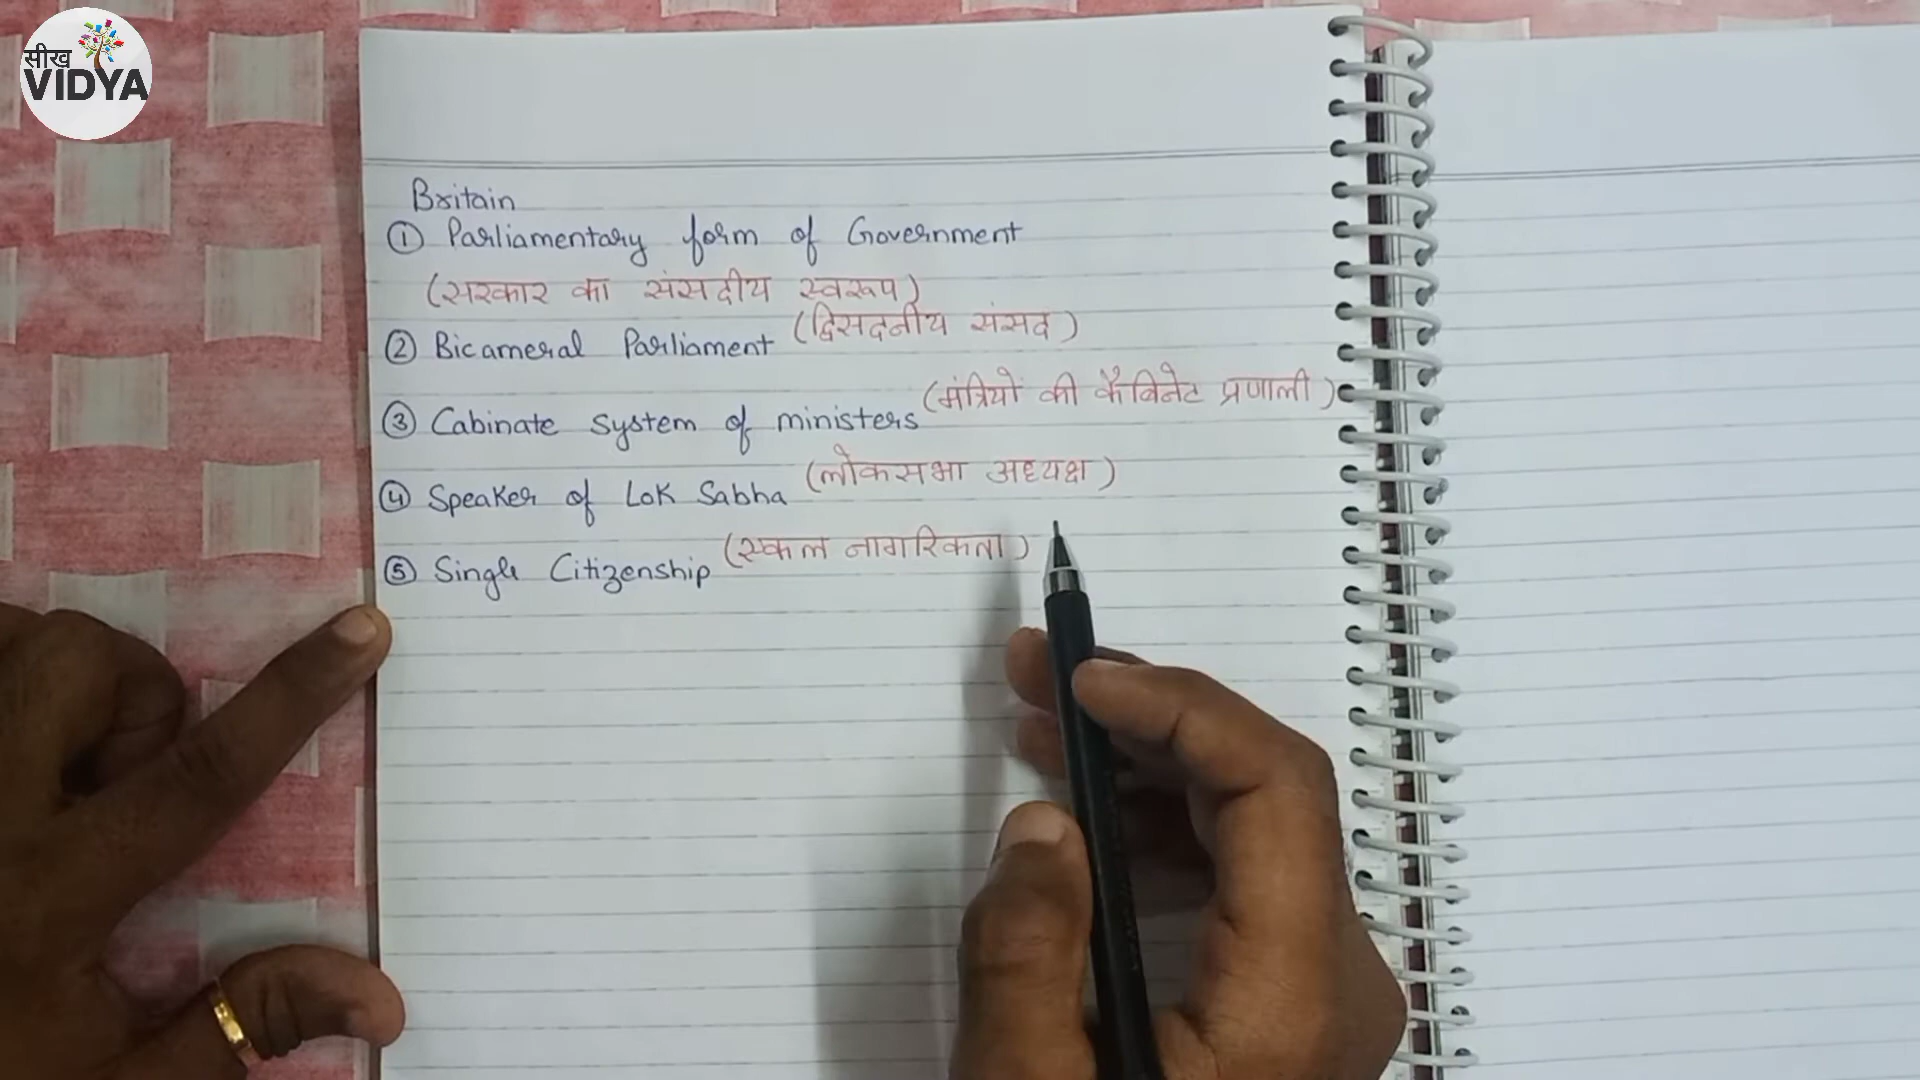 सीख
VIDYA
Britain
① Parliamentary form of Government
(सरकार का संसदीय स्वरूप)
② Bicameral Parliament (द्विसदनीय संसद)
③ Cabinate system of ministers (मंत्रियों की कैबिनेट प्रणाली)
④ Speaker of Lok Sabha (लोकसभा अध्यक्ष)
⑤ Single Citizenship (एकल नागरिकता)